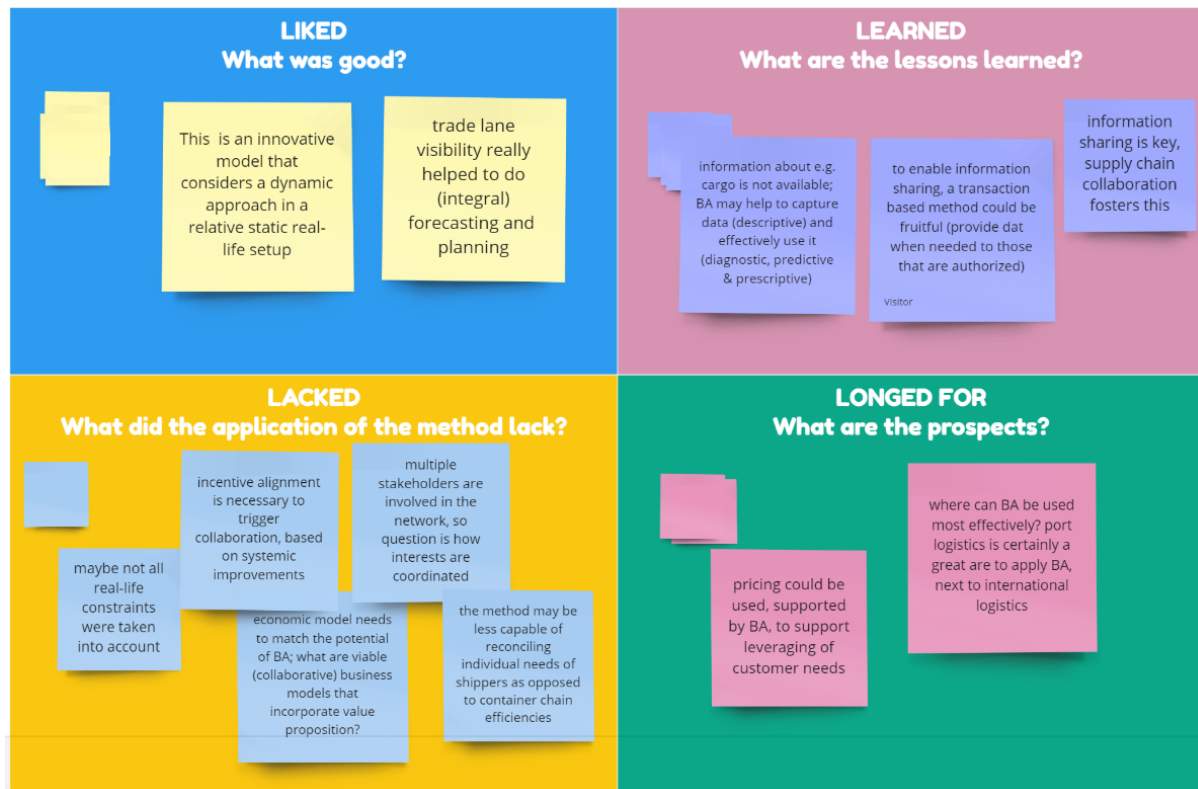 LIKED
What was good?
This is an innovative
model that
considers a dynamic
approach in a
relative static real-
life setup
trade lane
visibility really
helped to do
(integral)
forecasting and
planning
LEARNED
What are the lessons learned?
information about e.g.
cargo is not available;
BA may help to capture
data (descriptive) and
effectively use it
(diagnostic, predictive
& prescriptive)
to enable information
sharing, a transaction
based method could be
fruitful (provide dat
when needed to those
that are authorized)
Visitor
information
sharing is key,
supply chain
collaboration
fosters this
LACKED
What did the application of the method lack?
maybe not all
real-life
constraints
were taken
into account
incentive alignment
is necessary to
trigger
collaboration, based
on systemic
improvements
economic model needs
to match the potential
of BA; what are viable
(collaborative) business
models that
incorporate value
proposition?
multiple
stakeholders are
involved in the
network, so
question is how
interests are
coordinated
the method may be
less capable of
reconciling
individual needs of
shippers as opposed
to container chain
efficiencies
LONGED FOR
What are the prospects?
pricing could be
used, supported
by BA, to support
leveraging of
customer needs
where can BA be used
most effectively? port
logistics is certainly a
great are to apply BA,
next to international
logistics